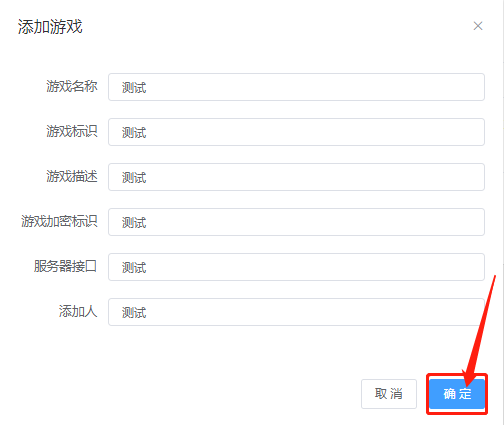 添加游戏
游戏名称 测试
游戏标识 测试
游戏描述 测试
游戏加密标识 测试
服务器接口 测试
添加人 测试
取消 确定